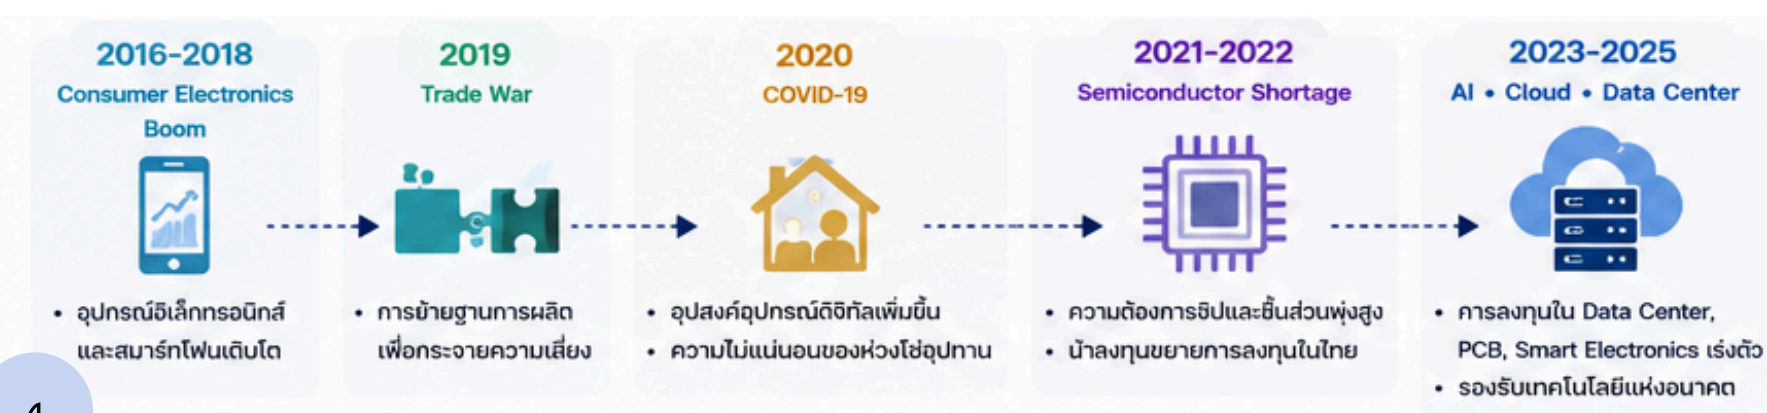 2016-2018
Consumer Electronics
Boom
• อุปกรณ์อิเล็กทรอนิกส์
และสมาร์ทโฟนเติบโต
2019
Trade War
• การย้ายฐานการผลิต
เพื่อกระจายความเสี่ยง
2020
COVID-19
• อุปสงค์อุปกรณ์ดิจิทัลเพิ่มขึ้น
• ความไม่แน่นอนของห่วงโซ่อุปทาน
2021-2022
Semiconductor Shortage
• ความต้องการชิปและชิ้นส่วนพุ่งสูง
• น้าลงทุนขยายการลงทุนในไทย
2023-2025
AI • Cloud • Data Center
• การลงทุนใน Data Center,
PCB, Smart Electronics เร่งตัว
• รองรับเทคโนโลยีแห่งอนาคต